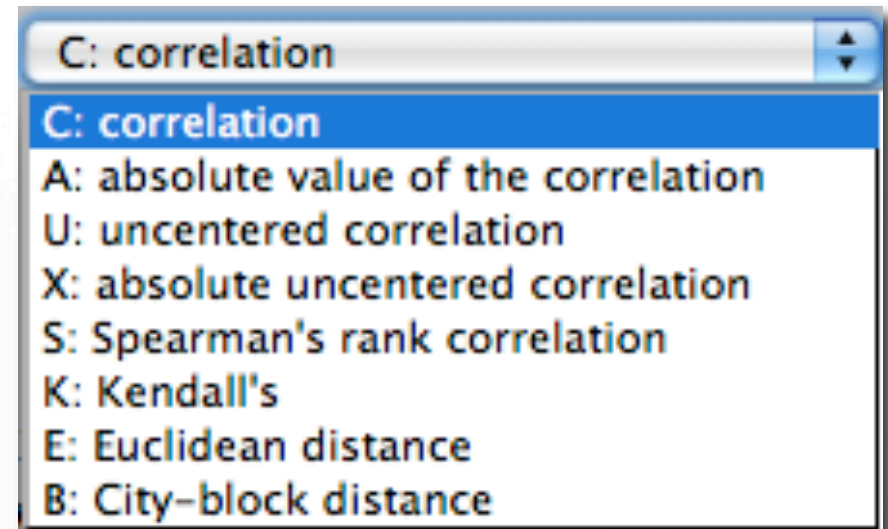 C: correlation
C: correlation
A: absolute value of the correlation
U: uncentered correlation
X: absolute uncentered correlation
S: Spearman's rank correlation
K: Kendall's
E: Euclidean distance
B: City-block distance